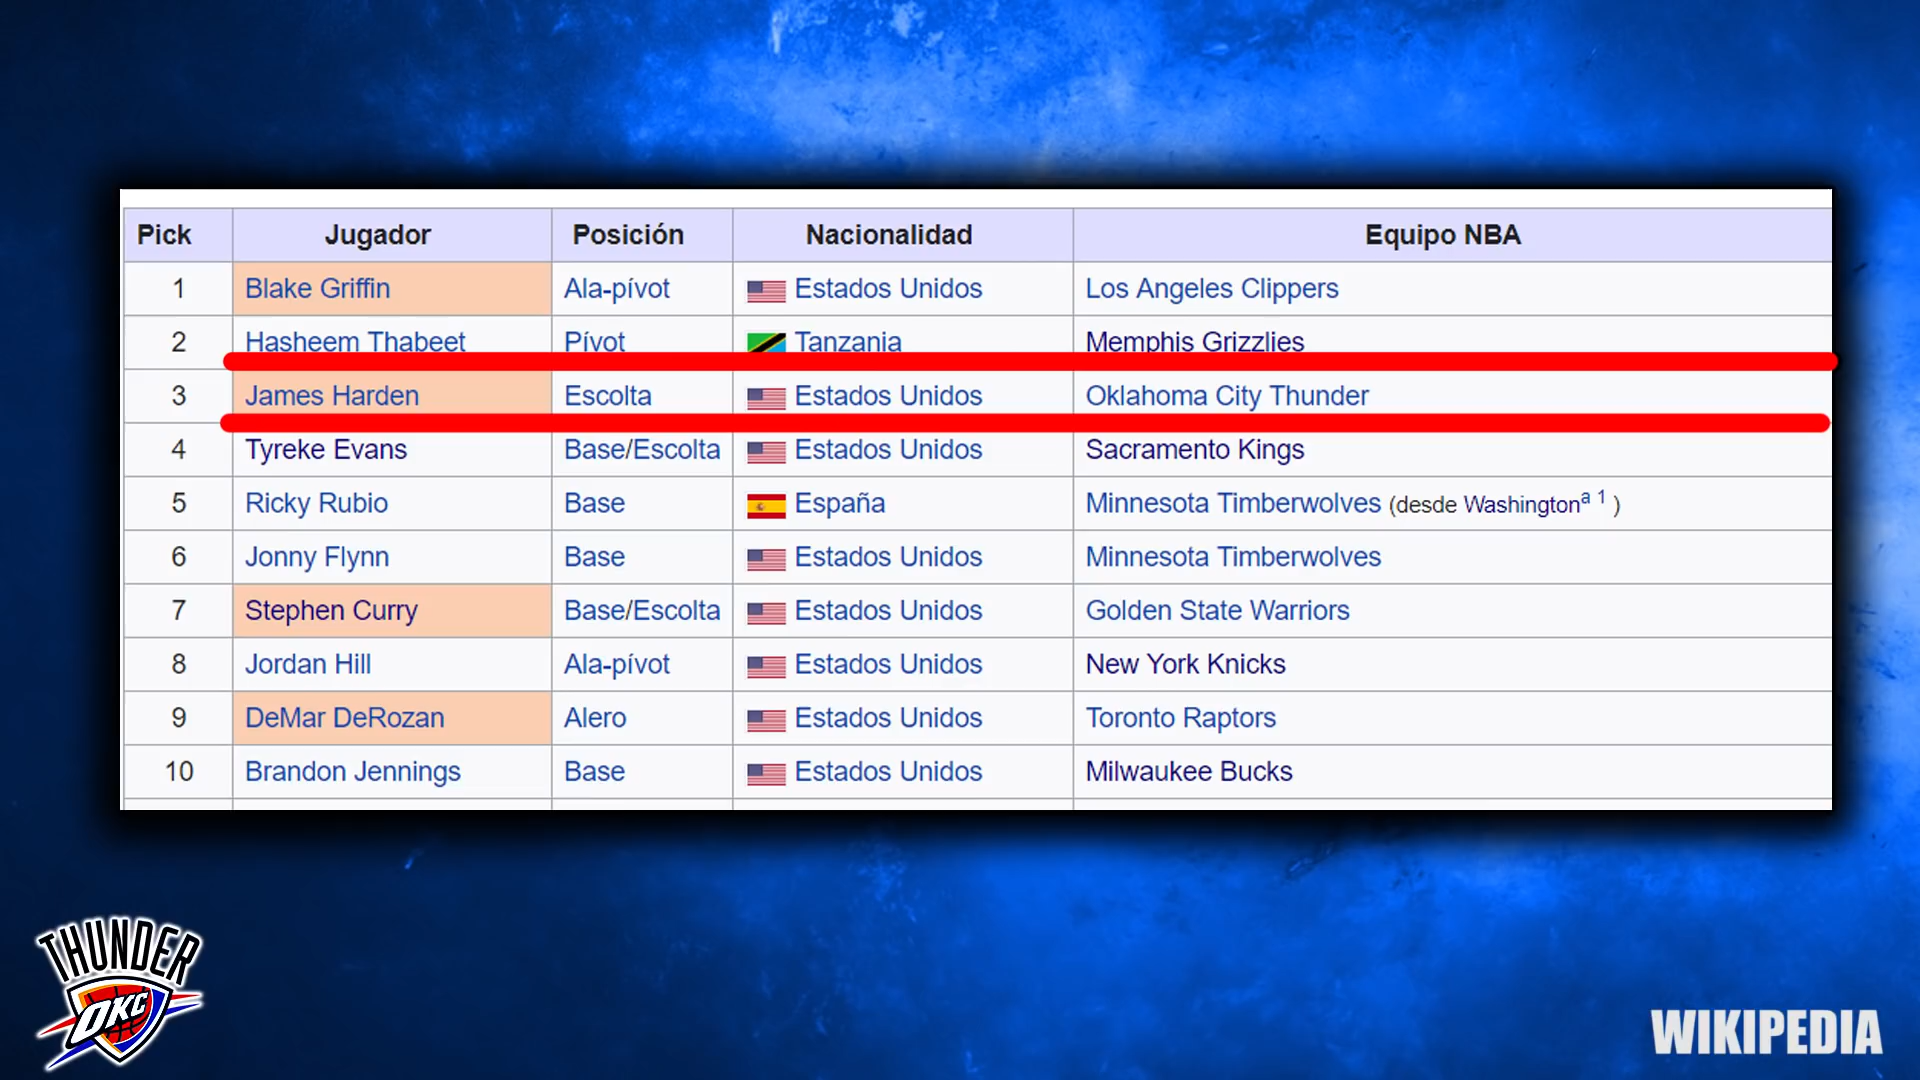 Pick Jugador Posición Nacionalidad Equipo NBA
1 Blake Griffin Ala-pívot Estados Unidos Los Angeles Clippers
2 Hasheem Thabeet Pívot Tanzania Memphis Grizzlies
3 James Harden Escolta Estados Unidos Oklahoma City Thunder
4 Tyreke Evans Base/Escolta Estados Unidos Sacramento Kings
5 Ricky Rubio Base España Minnesota Timberwolves (desde Washingtona 1 )
6 Jonny Flynn Base Estados Unidos Minnesota Timberwolves
7 Stephen Curry Base/Escolta Estados Unidos Golden State Warriors
8 Jordan Hill Ala-pívot Estados Unidos New York Knicks
9 DeMar DeRozan Alero Estados Unidos Toronto Raptors
10 Brandon Jennings Base Estados Unidos Milwaukee Bucks
THUNDER
OKC
WIKIPEDIA